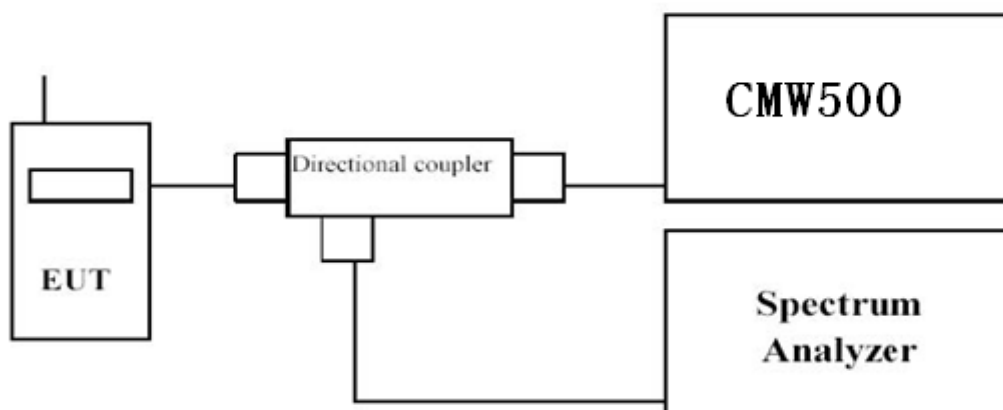 CMW500
Directional coupler
EUT
Spectrum
Analyzer